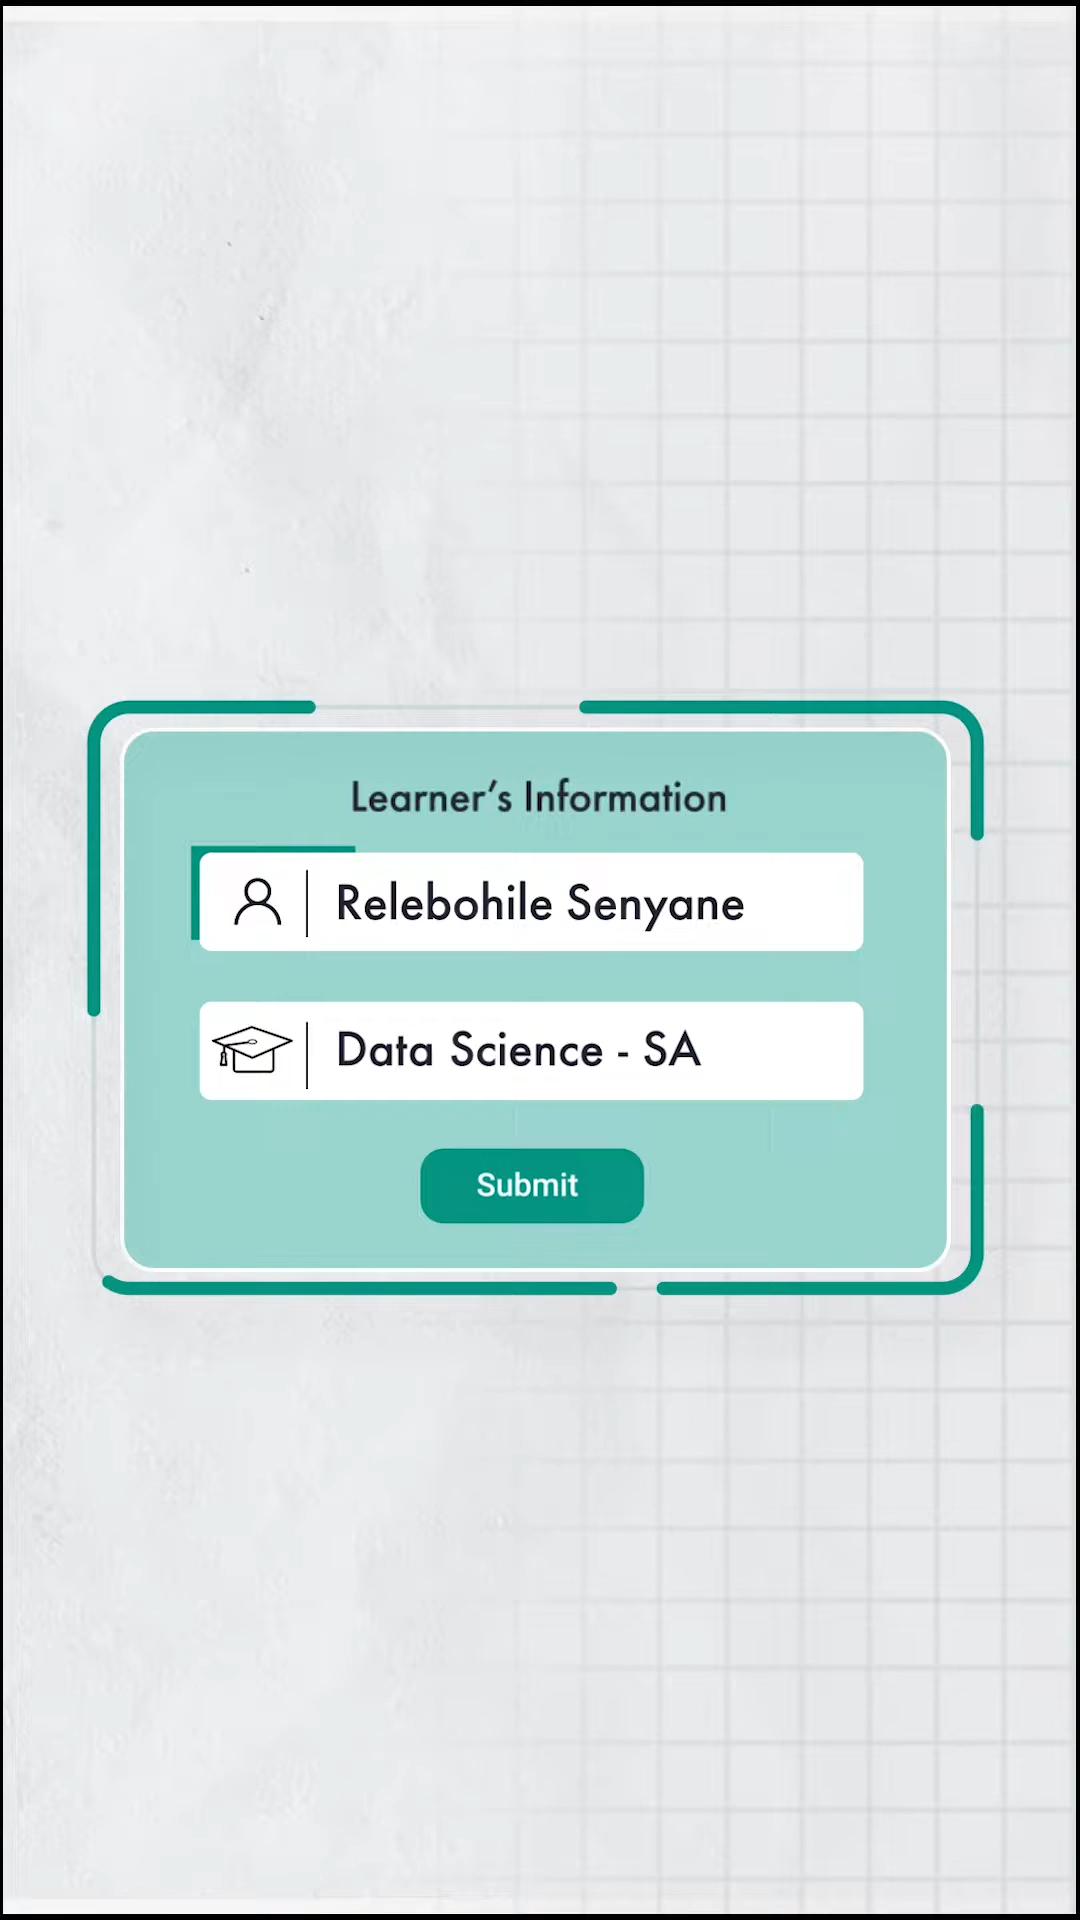 Learner’s Information
Relebohile Senyane
Data Science - SA
Submit